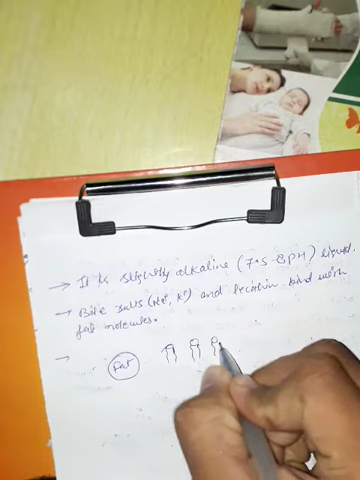 → It is slightly alkaline (7.5-8PH) liquid.
→ Bile salts (Na+, K+) and lecithin bind with
fat molecules.
→
Fat